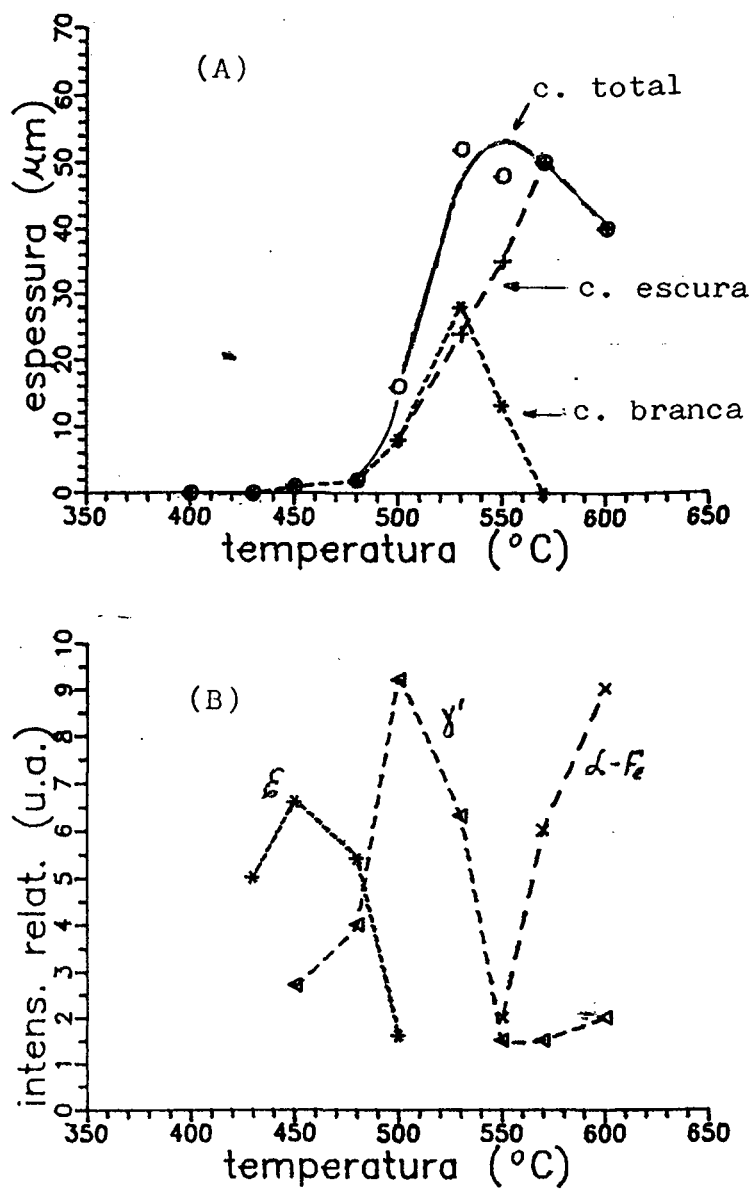 (A)
espessura (μm)
70
60
50
40
30
20
10
0
c. total
c. escura
c. branca
350 400 450 500 550 600 650
temperatura (°C)
(B)
intens. relat. (u.a.)
10
9
8
7
6
5
4
3
2
1
0
ξ
γ'
α-Fe
350 400 450 500 550 600 650
temperatura (°C)